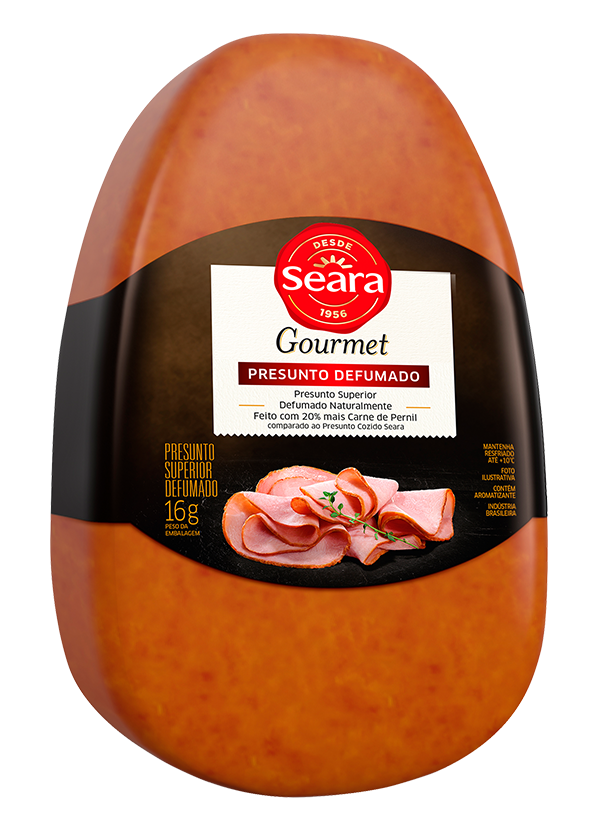 DESDE
Seara
1956
Gourmet
PRESUNTO DEFUMADO
Presunto Superior
Defumado Naturalmente
Feito com 20% mais Carne de Pernil
comparado ao Presunto Cozido Seara
PRESUNTO
SUPERIOR
DEFUMADO
16g
PESO DA
EMBALAGEM
MANTENHA
RESFRIADO
ATÉ +10°C
FOTO
ILUSTRATIVA
CONTÉM
AROMATIZANTE
INDÚSTRIA
BRASILEIRA